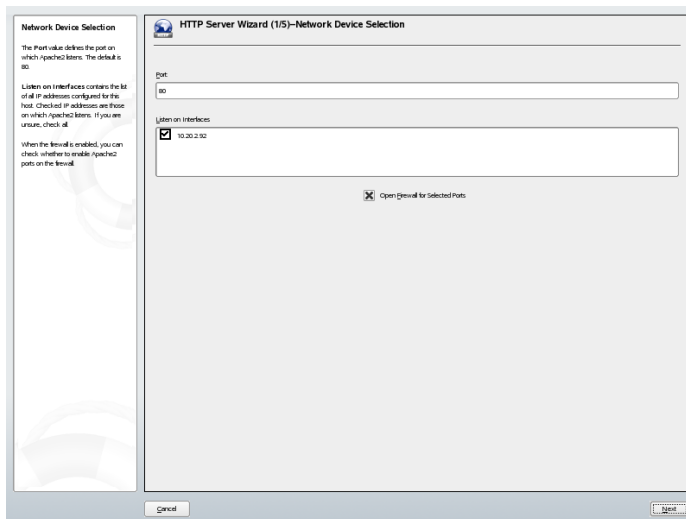 Network Device Selection
The Port value defines the port on
which Apache2 listens. The default is
80.
Listen on Interfaces contains the list
of all IP addresses configured for this
host. Checked IP addresses are those
on which Apache2 listens. If you are
unsure, check all.
When the firewall is enabled, you can
check whether to enable Apache2
ports on the firewall.
HTTP Server Wizard (1/5)--Network Device Selection
Port
80
Listen on Interfaces
10.20.2.92
Open Firewall for Selected Ports
Cancel
Next